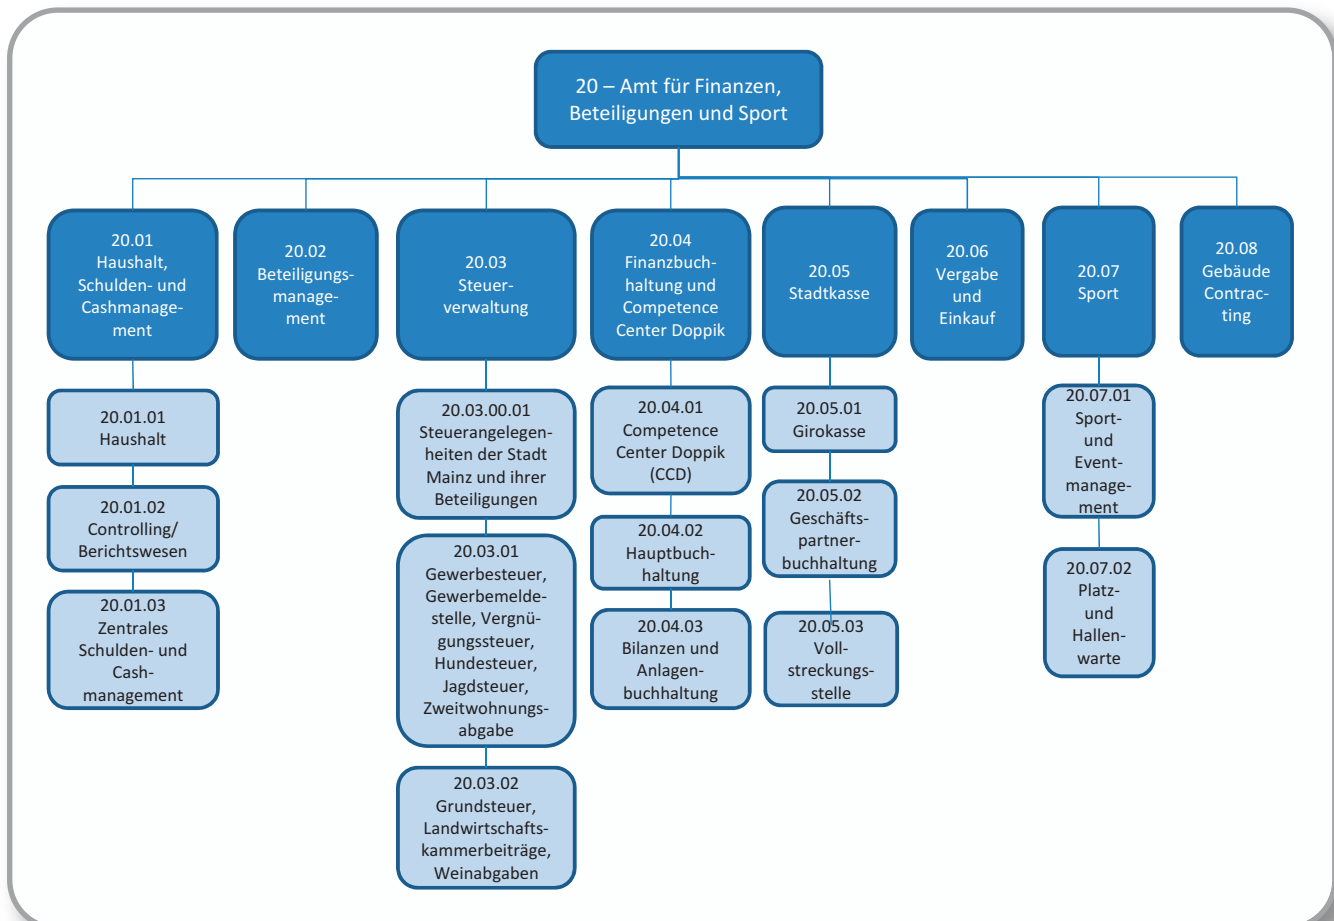 20 – Amt für Finanzen,
Beteiligungen und Sport
20.01
Haushalt,
Schulden- und
Cashmanage-
ment
20.02
Beteiligungs-
manage-
ment
20.03
Steuer-
verwaltung
20.04
Finanzbuch-
haltung und
Competence
Center Doppik
20.05
Stadtkasse
20.06
Vergabe
und
Einkauf
20.07
Sport
20.08
Gebäude
Contrac-
ting
20.01.01
Haushalt
20.01.02
Controlling/
Berichtswesen
20.01.03
Zentrales
Schulden- und
Cash-
management
20.03.00.01
Steuerangelegen-
heiten der Stadt
Mainz und ihrer
Beteiligungen
20.03.01
Gewerbesteuer,
Gewerbemelde-
stelle, Vergnü-
gungssteuer,
Hundesteuer,
Jagdsteuer,
Zweitwohnungs-
abgabe
20.03.02
Grundsteuer,
Landwirtschafts-
kammerbeiträge,
Weinabgaben
20.04.01
Competence
Center Doppik
(CCD)
20.04.02
Hauptbuch-
haltung
20.04.03
Bilanzen und
Anlagen-
buchhaltung
20.05.01
Girokasse
20.05.02
Geschäfts-
partner-
buchhaltung
20.05.03
Voll-
streckungs-
stelle
20.07.01
Sport-
und
Event-
manage-
ment
20.07.02
Platz-
und
Hallen-
warte